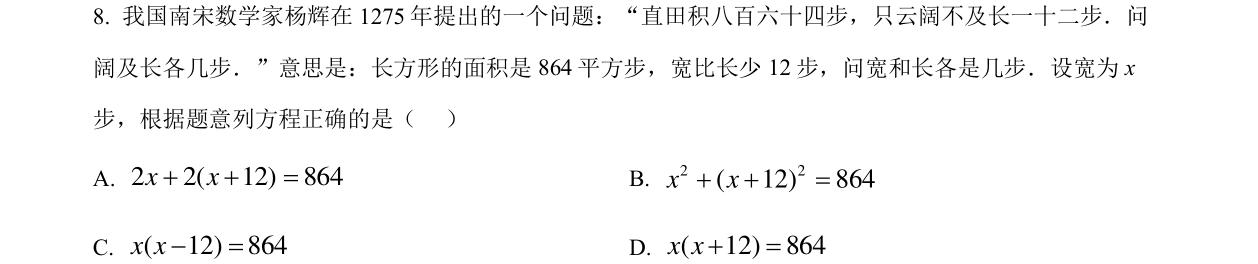 8. 我国南宋数学家杨辉在 1275 年提出的一个问题：“直田积八百六十四步，只云阔不及长一十二步．问
阔及长各几步．”意思是：长方形的面积是 864 平方步，宽比长少 12 步，问宽和长各是几步．设宽为 x
步，根据题意列方程正确的是（ ）
A. 2x+2(x+12)=864 B. x²+(x+12)²=864
C. x(x−12)=864 D. x(x+12)=864